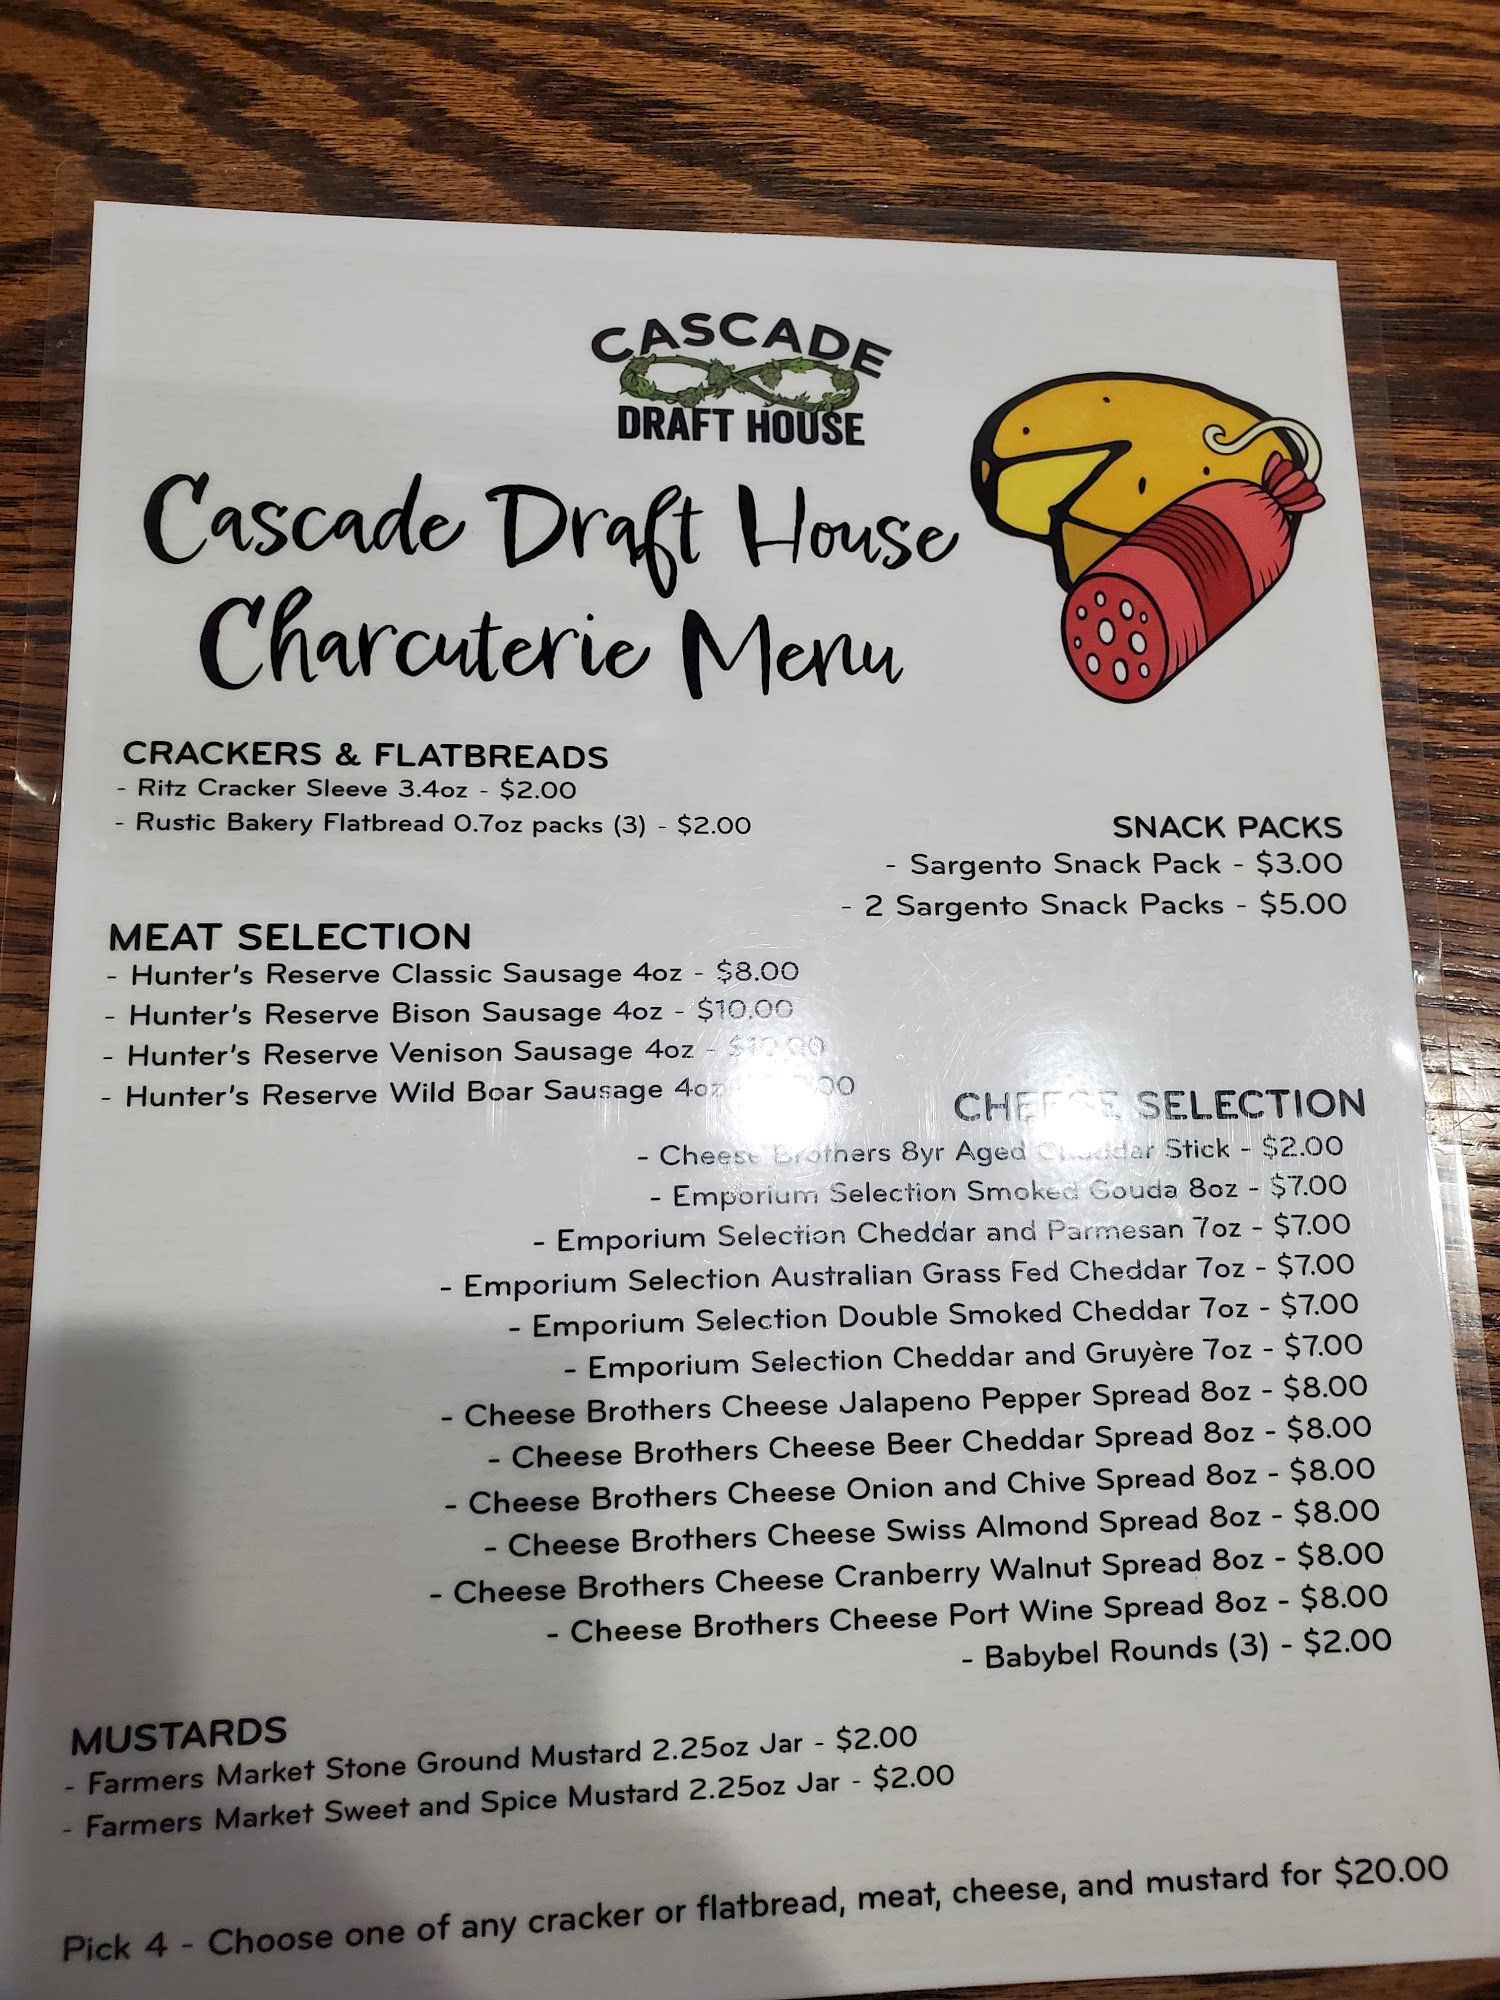 CASCADE
DRAFT HOUSE
Cascade Draft House
Charcuterie Menu
CRACKERS & FLATBREADS
- Ritz Cracker Sleeve 3.4oz - $2.00
- Rustic Bakery Flatbread 0.7oz packs (3) - $2.00
SNACK PACKS
- Sargento Snack Pack - $3.00
- 2 Sargento Snack Packs - $5.00
MEAT SELECTION
- Hunter's Reserve Classic Sausage 4oz - $8.00
- Hunter's Reserve Bison Sausage 4oz - $10.00
- Hunter's Reserve Venison Sausage 4oz - $10.00
- Hunter's Reserve Wild Boar Sausage 4oz
CHEESE SELECTION
- Cheese Brothers 8yr Aged Cheddar Stick - $2.00
- Emporium Selection Smoked Gouda 8oz - $7.00
- Emporium Selection Cheddar and Parmesan 7oz - $7.00
- Emporium Selection Australian Grass Fed Cheddar 7oz - $7.00
- Emporium Selection Double Smoked Cheddar 7oz - $7.00
- Emporium Selection Cheddar and Gruyère 7oz - $7.00
- Cheese Brothers Cheese Jalapeno Pepper Spread 8oz - $8.00
- Cheese Brothers Cheese Beer Cheddar Spread 8oz - $8.00
- Cheese Brothers Cheese Onion and Chive Spread 8oz - $8.00
- Cheese Brothers Cheese Swiss Almond Spread 8oz - $8.00
- Cheese Brothers Cheese Cranberry Walnut Spread 8oz - $8.00
- Cheese Brothers Cheese Port Wine Spread 8oz - $8.00
- Babybel Rounds (3) - $2.00
MUSTARDS
- Farmers Market Stone Ground Mustard 2.25oz Jar - $2.00
- Farmers Market Sweet and Spice Mustard 2.25oz Jar - $2.00
Pick 4 - Choose one of any cracker or flatbread, meat, cheese, and mustard for $20.00